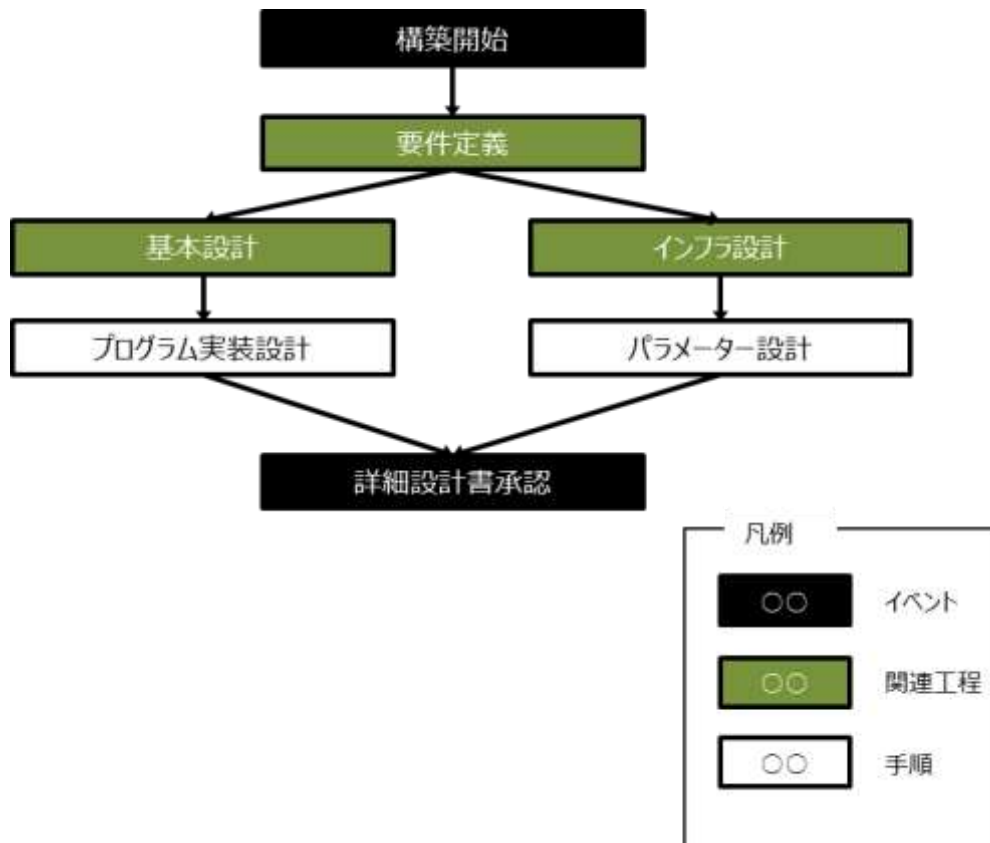 構築開始
要件定義
基本設計
インフラ設計
プログラム実装設計
パラメーター設計
詳細設計書承認
凡例
○○
イベント
○○
関連工程
○○
手順